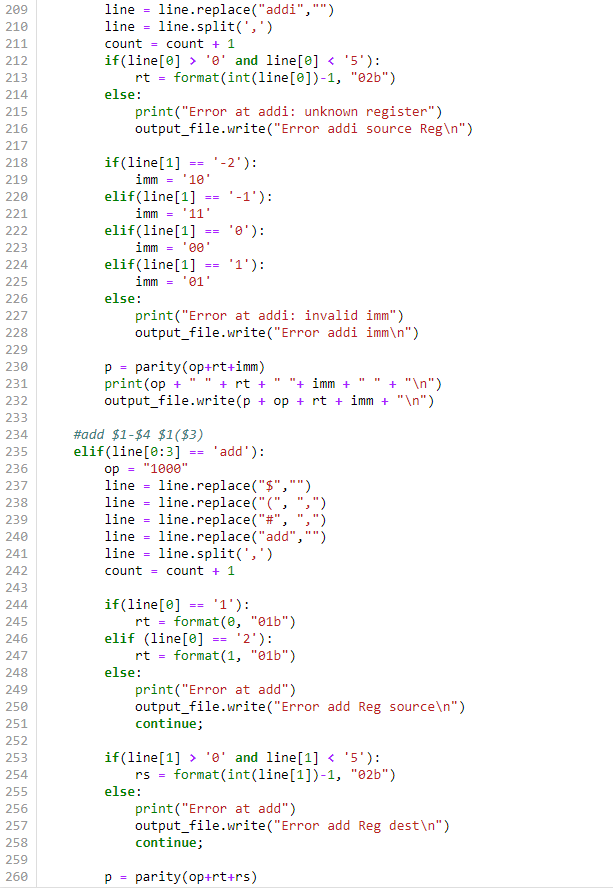 209 line = line.replace("addi","")
210 line = line.split(',')
211 count = count + 1
212 if(line[0] > '0' and line[0] < '5'):
213 rt = format(int(line[0])-1, "02b")
214 else:
215 print("Error at addi: unknown register")
216 output_file.write("Error addi source Reg\n")
217
218 if(line[1] == '-2'):
219 imm = '10'
220 elif(line[1] == '-1'):
221 imm = '11'
222 elif(line[1] == '0'):
223 imm = '00'
224 elif(line[1] == '1'):
225 imm = '01'
226 else:
227 print("Error at addi: invalid imm")
228 output_file.write("Error addi imm\n")
229
230 p = parity(op+rt+imm)
231 print(op + " " + rt + " "+ imm + " " + "\n")
232 output_file.write(p + op + rt + imm + "\n")
233
234 #add $1-$4 $1($3)
235 elif(line[0:3] == 'add'):
236 op = "1000"
237 line = line.replace("$","")
238 line = line.replace("(", ",")
239 line = line.replace("#", ",")
240 line = line.replace("add","")
241 line = line.split(',')
242 count = count + 1
243
244 if(line[0] == '1'):
245 rt = format(0, "01b")
246 elif (line[0] == '2'):
247 rt = format(1, "01b")
248 else:
249 print("Error at add")
250 output_file.write("Error add Reg source\n")
251 continue;
252
253 if(line[1] > '0' and line[1] < '5'):
254 rs = format(int(line[1])-1, "02b")
255 else:
256 print("Error at add")
257 output_file.write("Error add Reg dest\n")
258 continue;
259
260 p = parity(op+rt+rs)